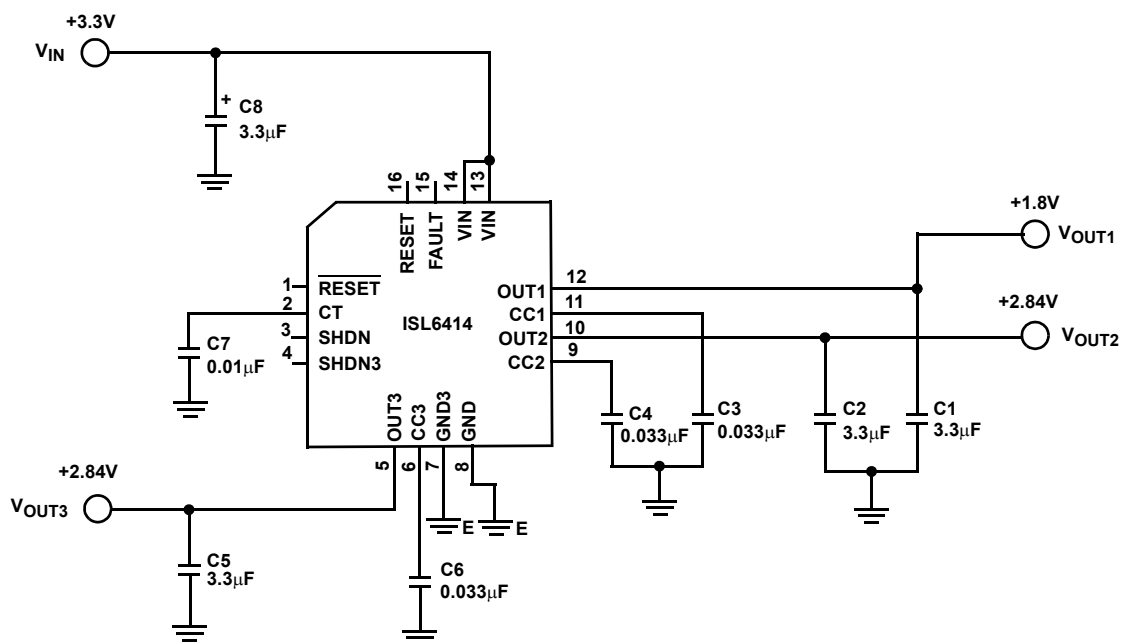 +3.3V
VIN
+ C8
3.3μF
16 15 14 13
RESET FAULT VIN VIN
1 RESET
2 CT
3 SHDN
4 SHDN3
ISL6414
OUT1 12
CC1 11
OUT2 10
CC2 9
OUT3 CC3 GND3 GND
5 6 7 8
C7
0.01μF
+1.8V
VOUT1
+2.84V
VOUT2
C4
0.033μF
C3
0.033μF
C2
3.3μF
C1
3.3μF
+2.84V
VOUT3
E E
C5
3.3μF
C6
0.033μF